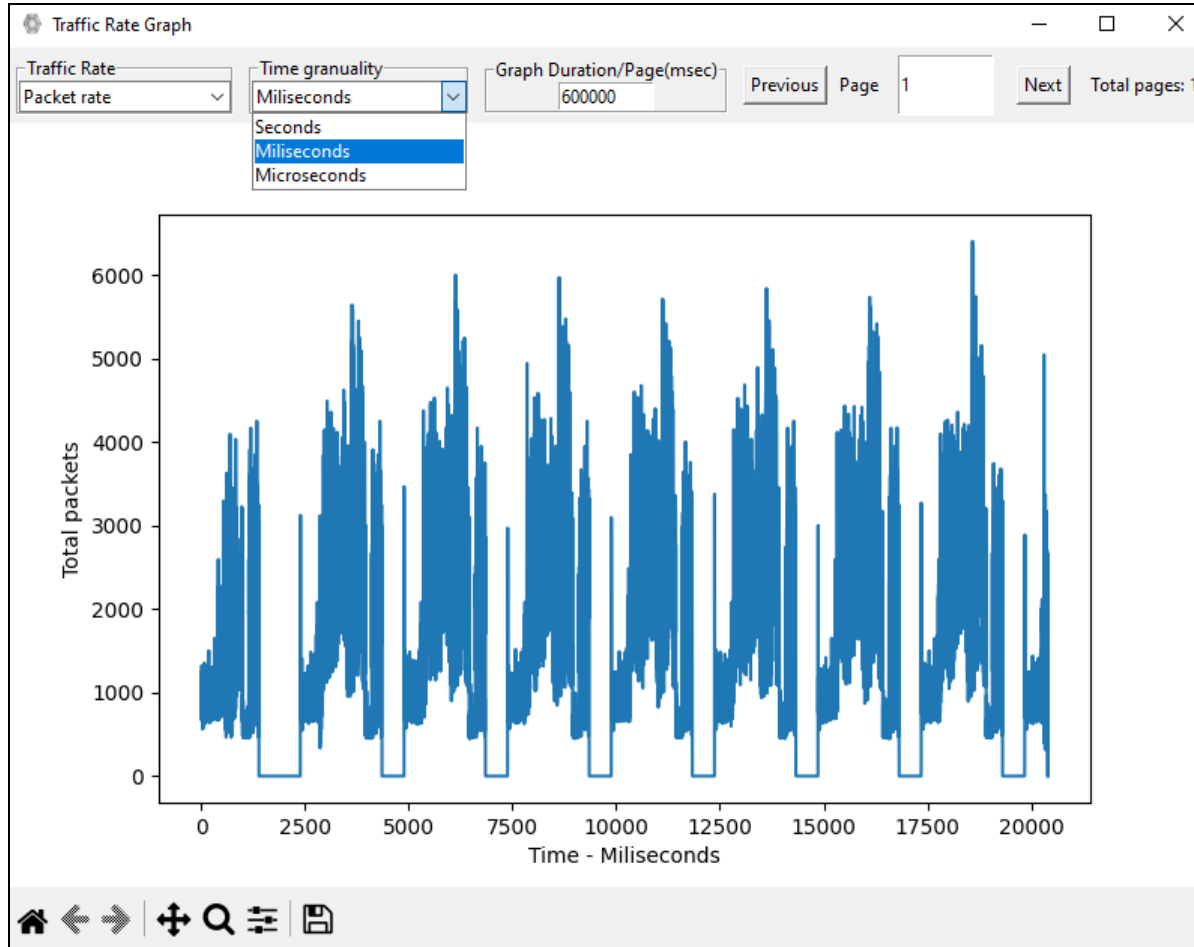 Traffic Rate Graph
Traffic Rate
Time granuality
Graph Duration/Page(msec)
Packet rate
Miliseconds
600000
Previous
Page
1
Next
Total pages: 1
Seconds
Miliseconds
Microseconds
6000
5000
4000
3000
2000
1000
0
Total packets
0 2500 5000 7500 10000 12500 15000 17500 20000
Time - Miliseconds